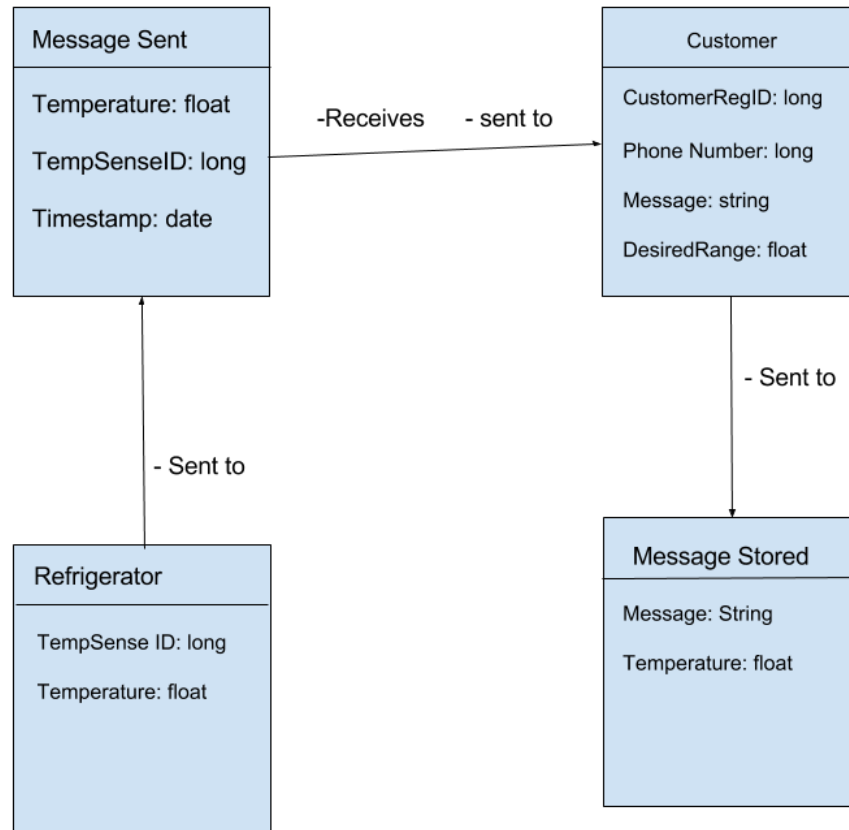 Message Sent
Temperature: float
TempSenseID: long
Timestamp: date
-Receives
- sent to
Customer
CustomerRegID: long
Phone Number: long
Message: string
DesiredRange: float
- Sent to
- Sent to
Refrigerator
TempSense ID: long
Temperature: float
Message Stored
Message: String
Temperature: float